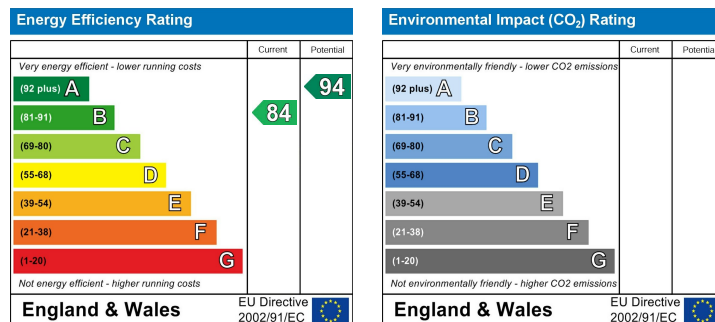 Energy Efficiency Rating
Current Potential
Very energy efficient - lower running costs
(92 plus) A 94
(81-91) B 84
(69-80) C
(55-68) D
(39-54) E
(21-38) F
(1-20) G
Not energy efficient - higher running costs
England & Wales
EU Directive
2002/91/EC
Environmental Impact (CO2) Rating
Current Potential
Very environmentally friendly - lower CO2 emissions
(92 plus) A
(81-91) B
(69-80) C
(55-68) D
(39-54) E
(21-38) F
(1-20) G
Not environmentally friendly - higher CO2 emissions
England & Wales
EU Directive
2002/91/EC